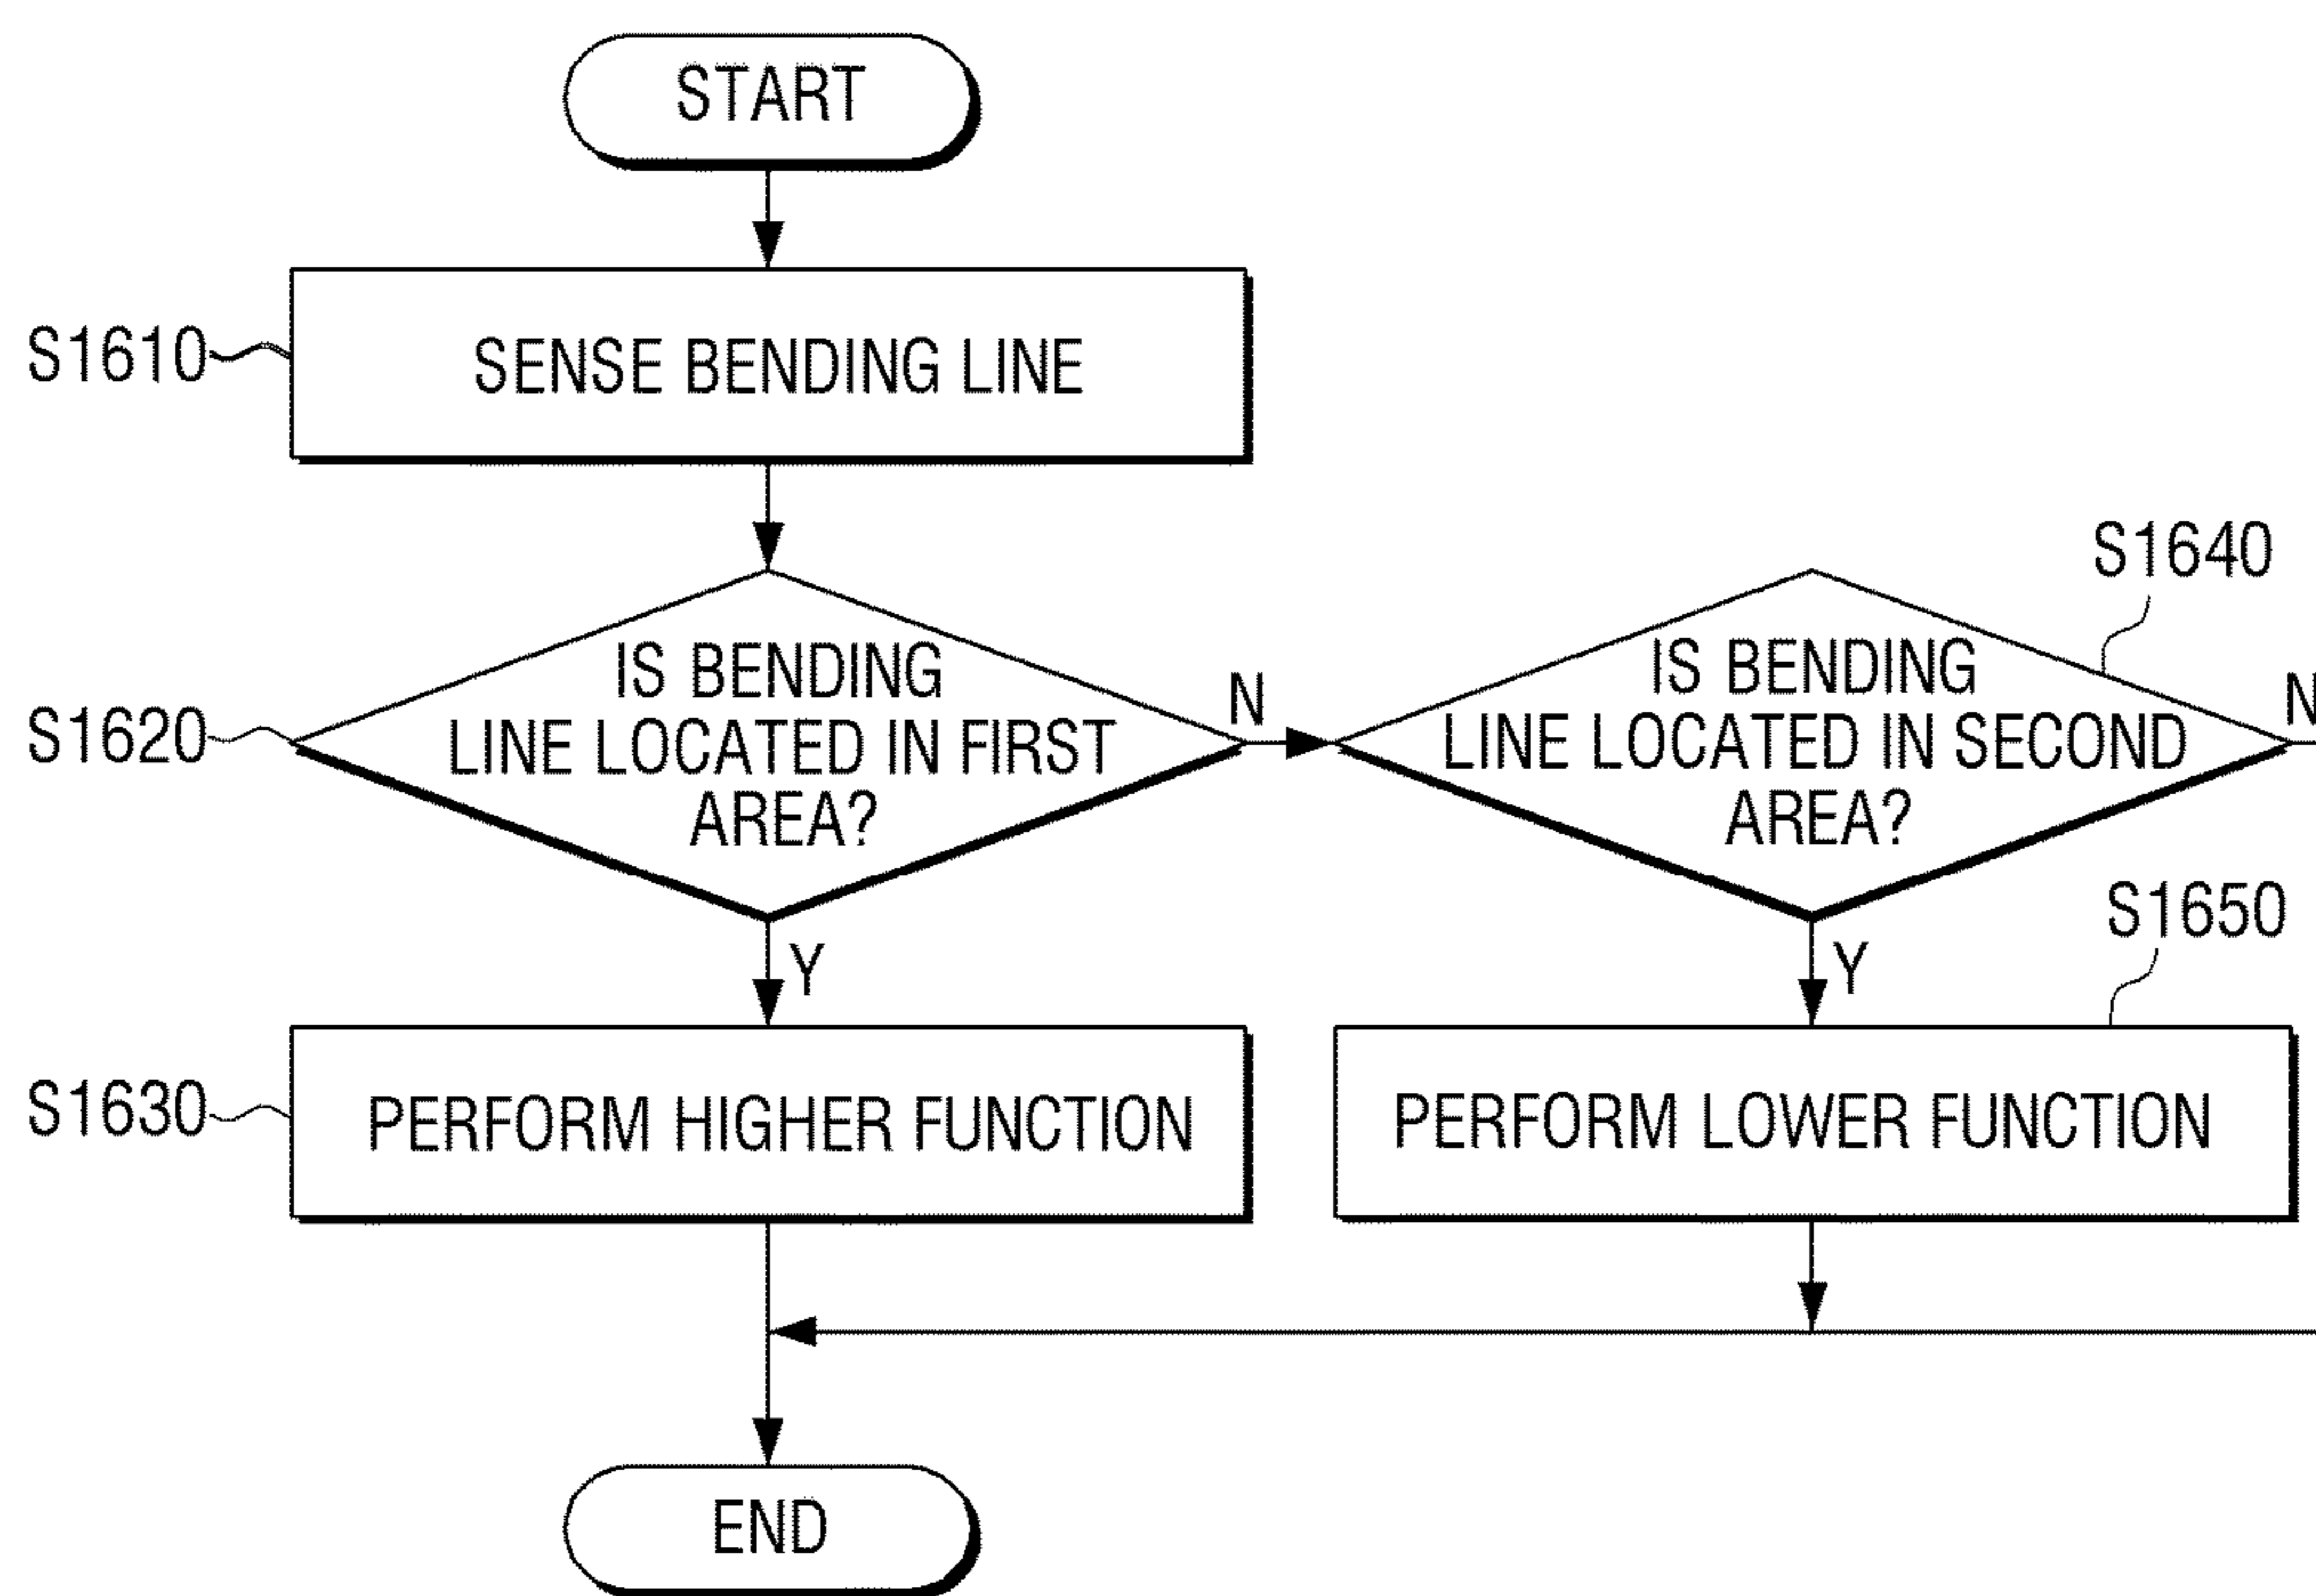 START
S1610
SENSE BENDING LINE
S1620
IS BENDING
LINE LOCATED IN FIRST
AREA?
N
Y
S1640
IS BENDING
LINE LOCATED IN SECOND
AREA?
N
Y
S1630
PERFORM HIGHER FUNCTION
S1650
PERFORM LOWER FUNCTION
END